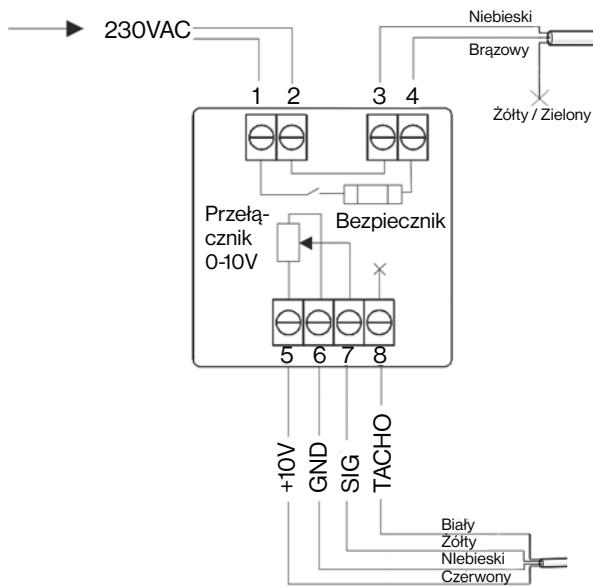 230VAC
Niebieski
Brązowy
Żółty / Zielony
1 2 3 4
Przełą-
cznik
0-10V
Bezpiecznik
5 6 7 8
+10V
GND
SIG
TACHO
Biały
Żółty
NIebieski
Czerwony